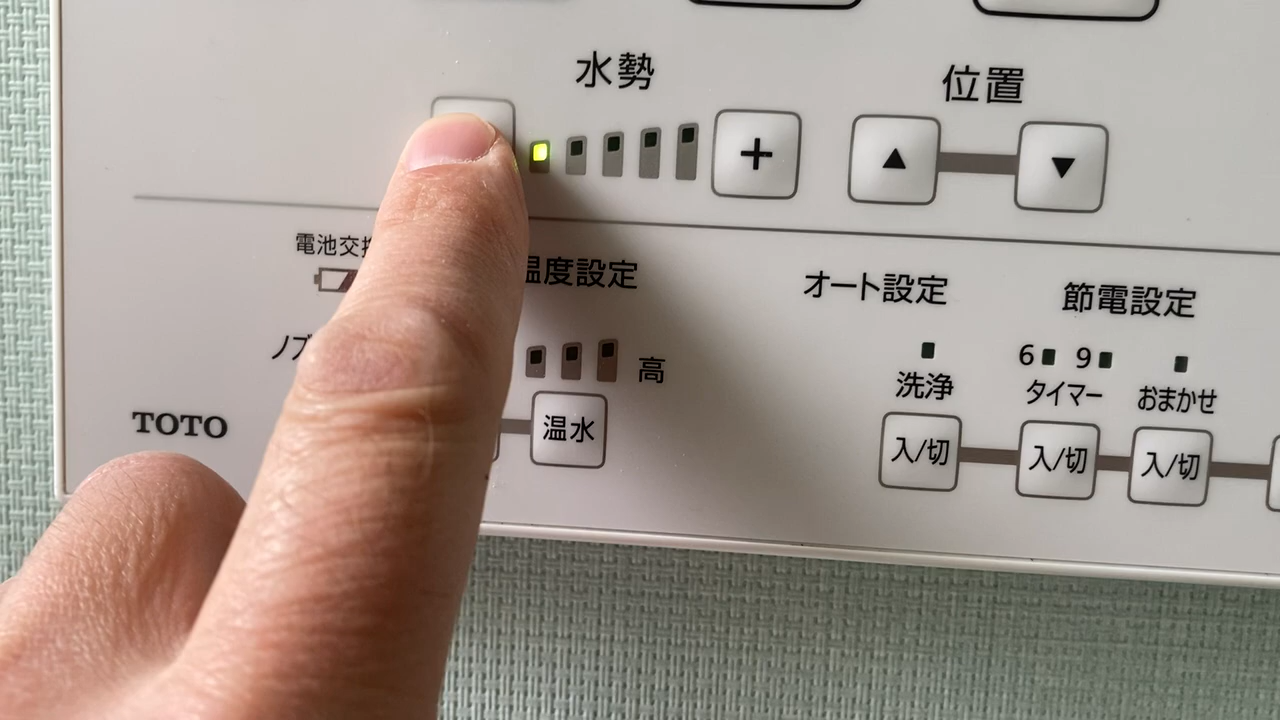 水勢
位置
+
▲
▼
電池交
温度設定
オート設定
節電設定
ノズ
高
6
9
洗浄
タイマー
おまかせ
TOTO
温水
入/切
入/切
入/切